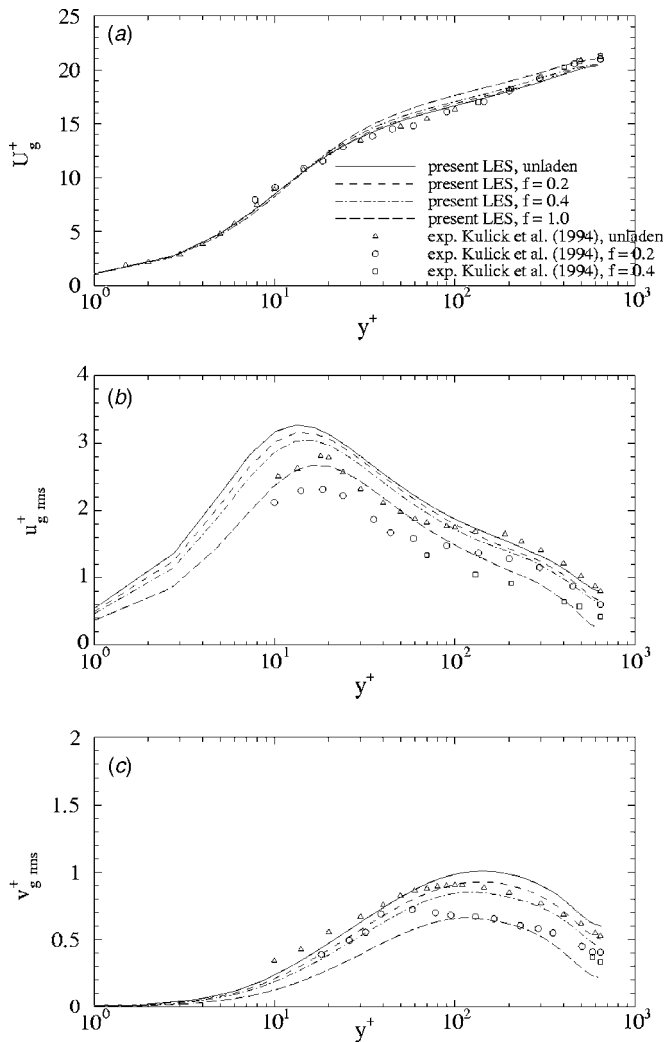 (a)
25
20
15
10
5
0
U_g^+
present LES, unladen
present LES, f = 0.2
present LES, f = 0.4
present LES, f = 1.0
exp. Kulick et al. (1994), unladen
exp. Kulick et al. (1994), f = 0.2
exp. Kulick et al. (1994), f = 0.4
10^0 10^1 10^2 10^3
y^+
(b)
4
3
2
1
0
u_g^+ rms
10^0 10^1 10^2 10^3
y^+
(c)
2
1.5
1
0.5
0
v_g^+ rms
10^0 10^1 10^2 10^3
y^+